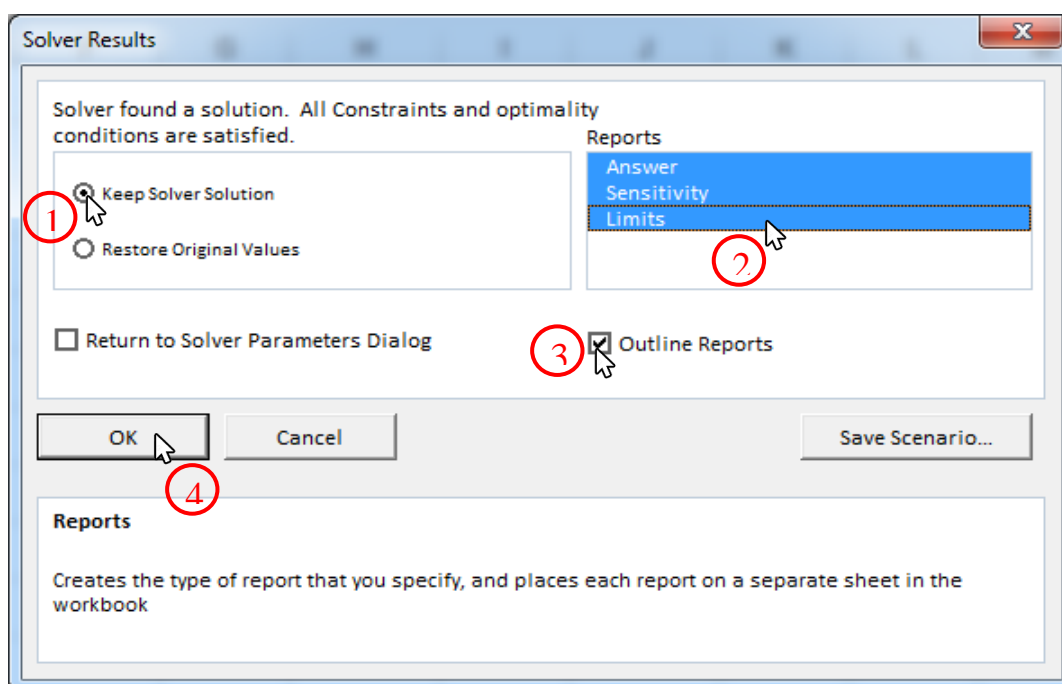 Solver Results
Solver found a solution. All Constraints and optimality
conditions are satisfied.
Reports
Keep Solver Solution
Restore Original Values
Answer
Sensitivity
Limits
1
2
Return to Solver Parameters Dialog
3
Outline Reports
OK
Cancel
Save Scenario...
4
Reports
Creates the type of report that you specify, and places each report on a separate sheet in the
workbook